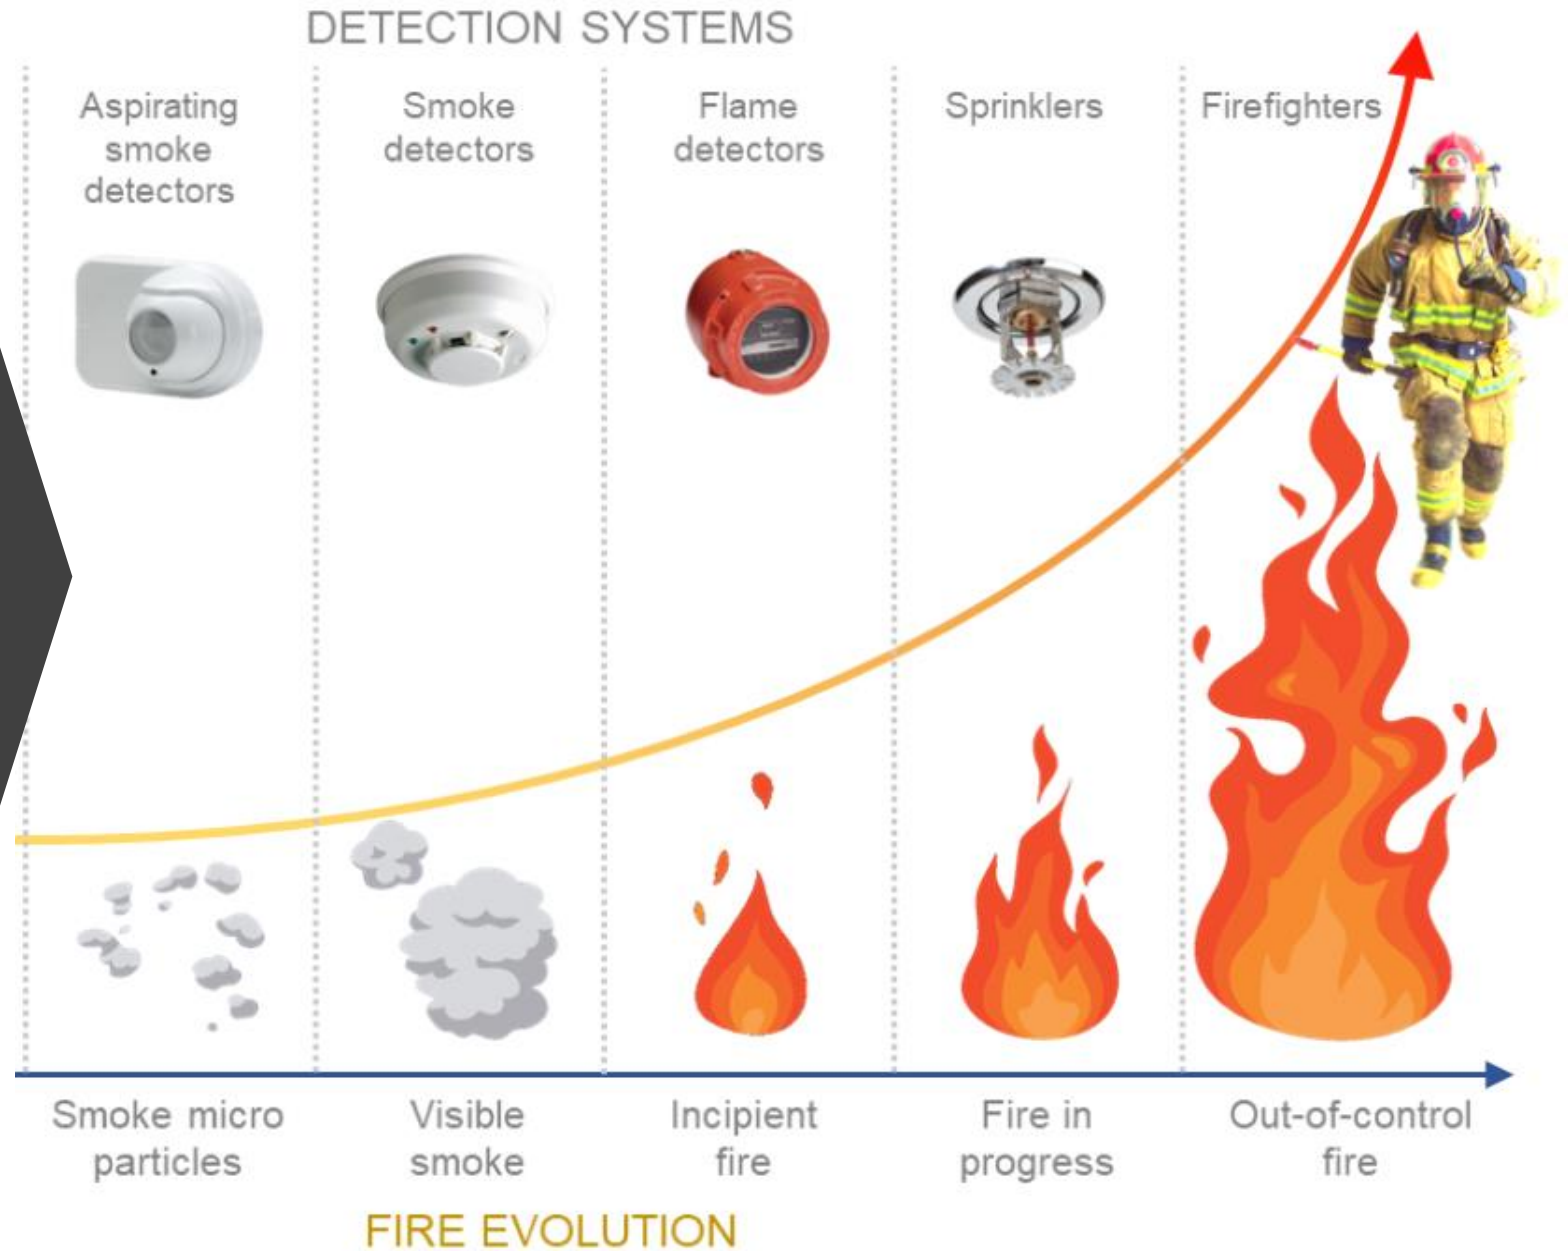 DETECTION SYSTEMS
Aspirating
smoke
detectors
Smoke
detectors
Flame
detectors
Sprinklers
Firefighters
Smoke micro
particles
Visible
smoke
Incipient
fire
Fire in
progress
Out-of-control
fire
FIRE EVOLUTION